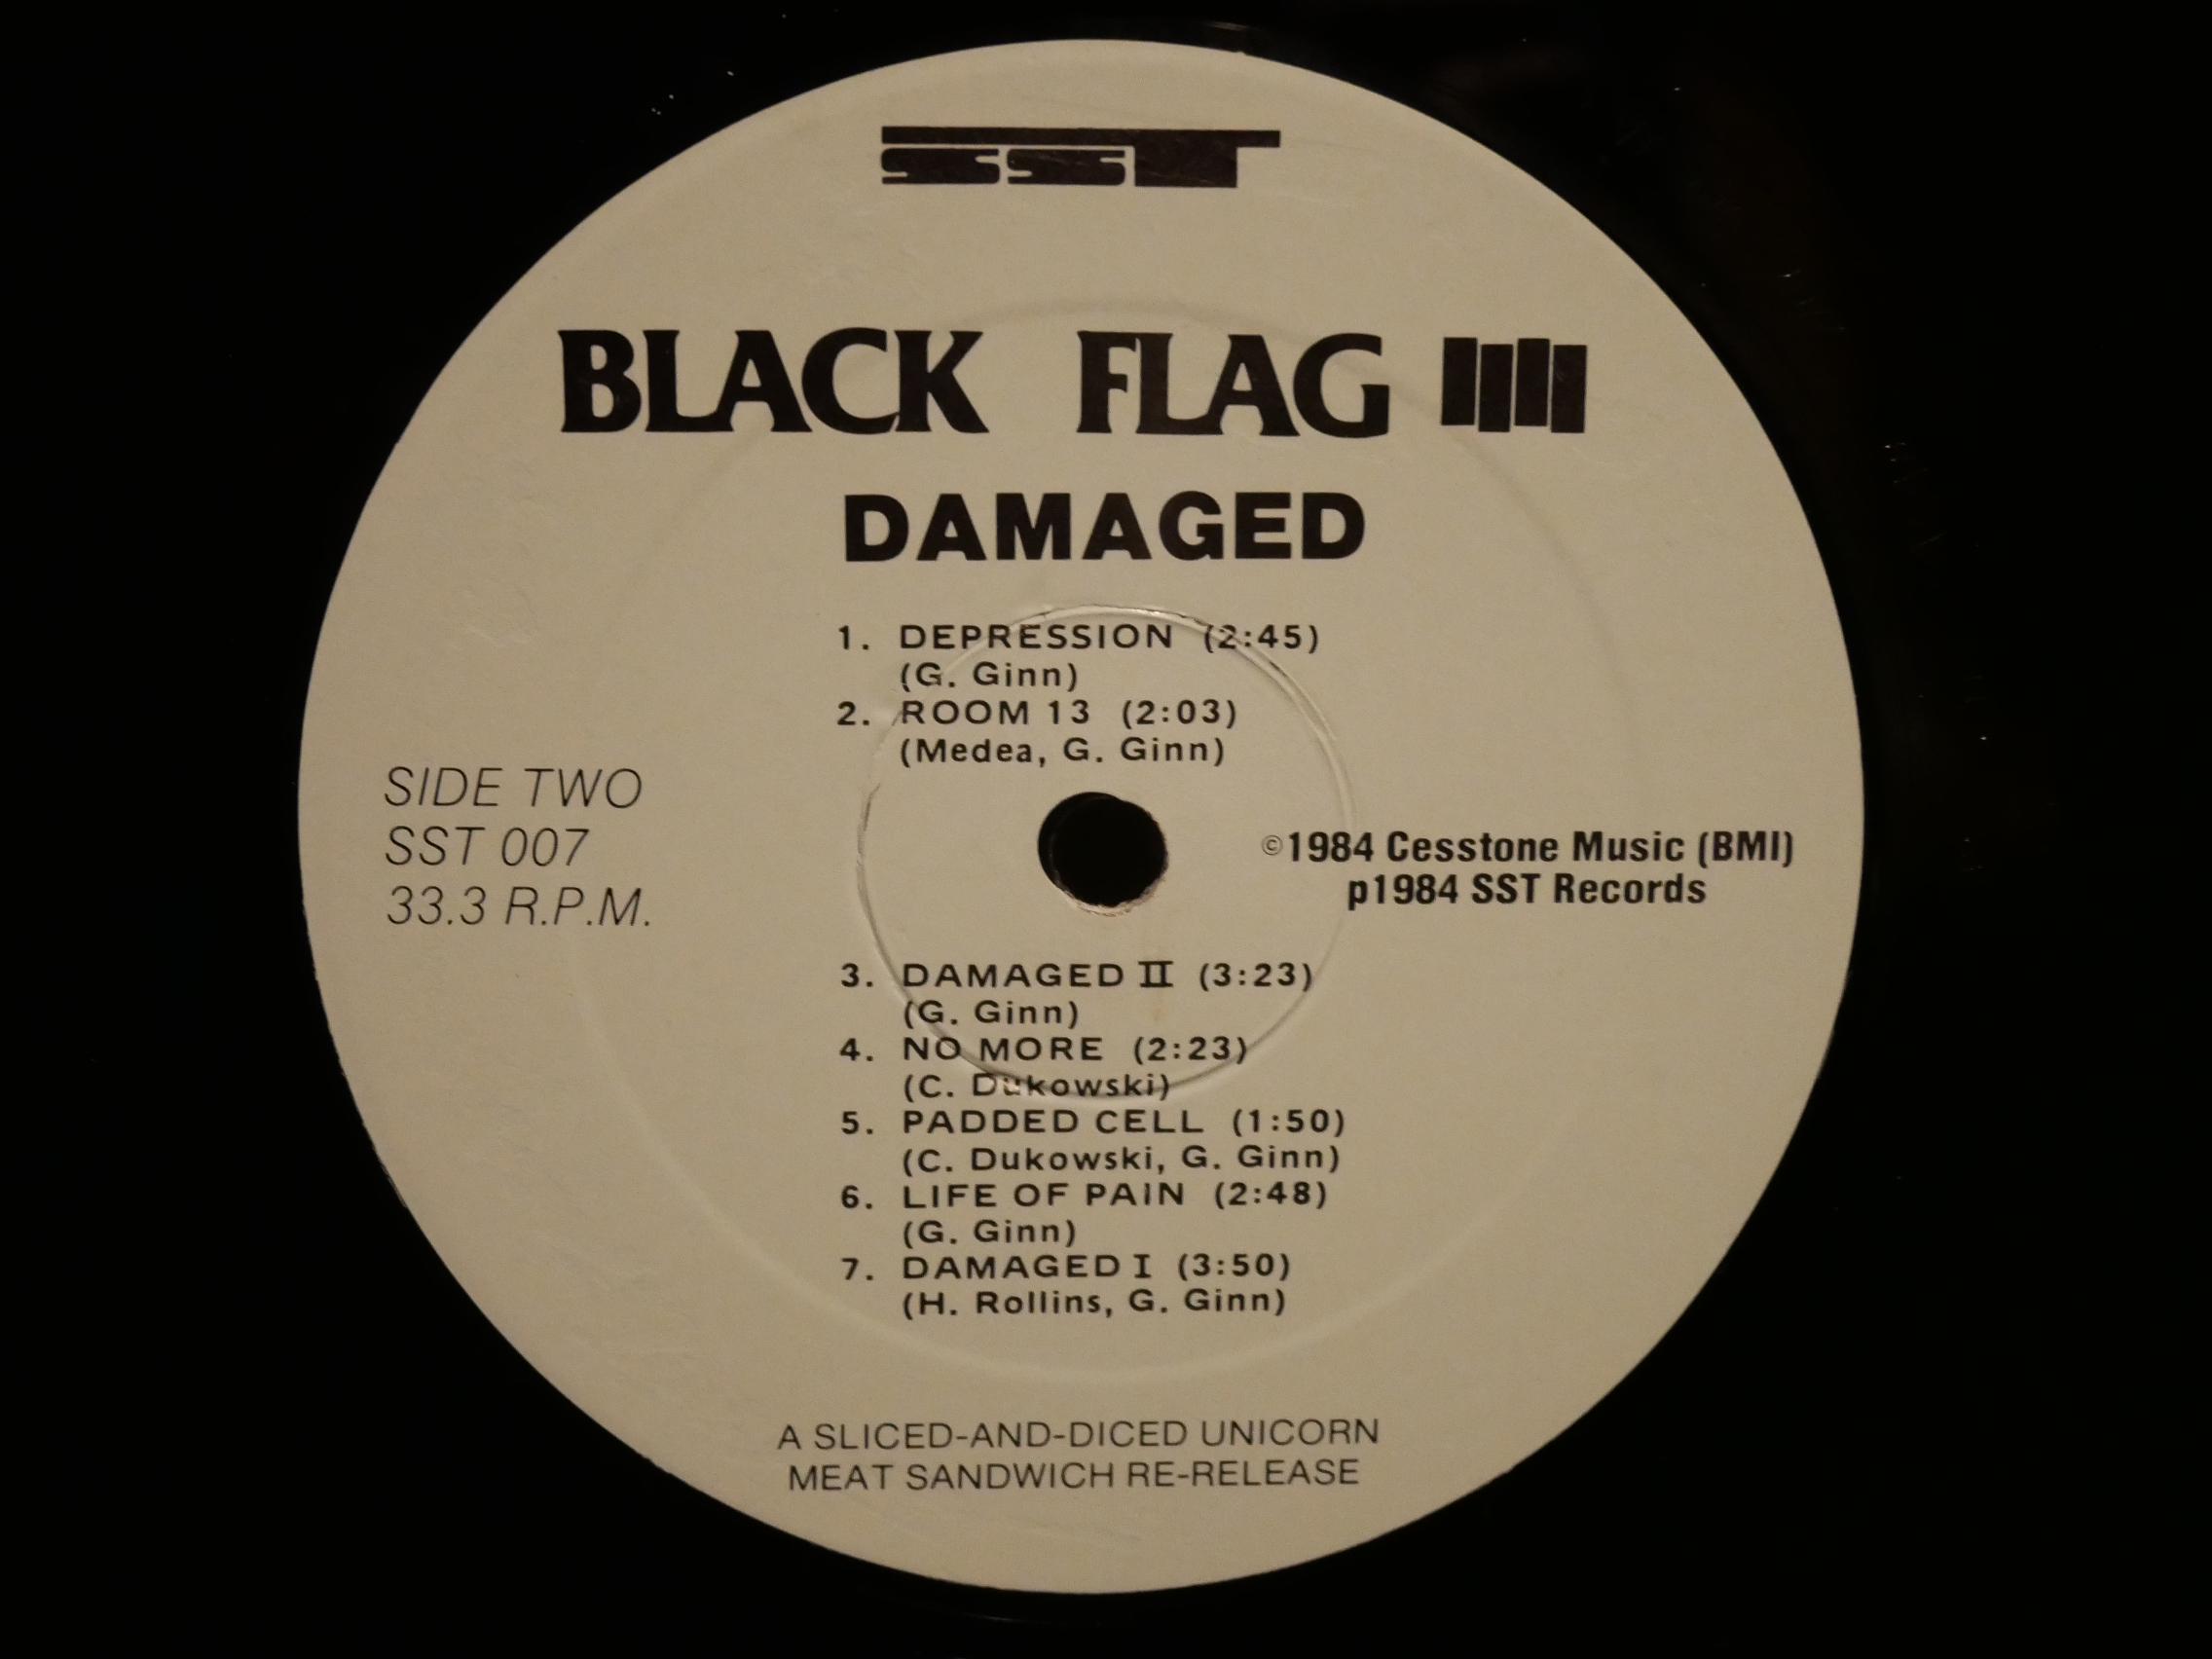 SST
BLACK FLAG
DAMAGED
1. DEPRESSION (2:45)
(G. Ginn)
2. ROOM 13 (2:03)
(Medea, G. Ginn)
SIDE TWO
SST 007
33.3 R.P.M.
©1984 Cesstone Music (BMI)
p1984 SST Records
3. DAMAGED II (3:23)
(G. Ginn)
4. NO MORE (2:23)
(C. Dukowski)
5. PADDED CELL (1:50)
(C. Dukowski, G. Ginn)
6. LIFE OF PAIN (2:48)
(G. Ginn)
7. DAMAGED I (3:50)
(H. Rollins, G. Ginn)
A SLICED-AND-DICED UNICORN
MEAT SANDWICH RE-RELEASE